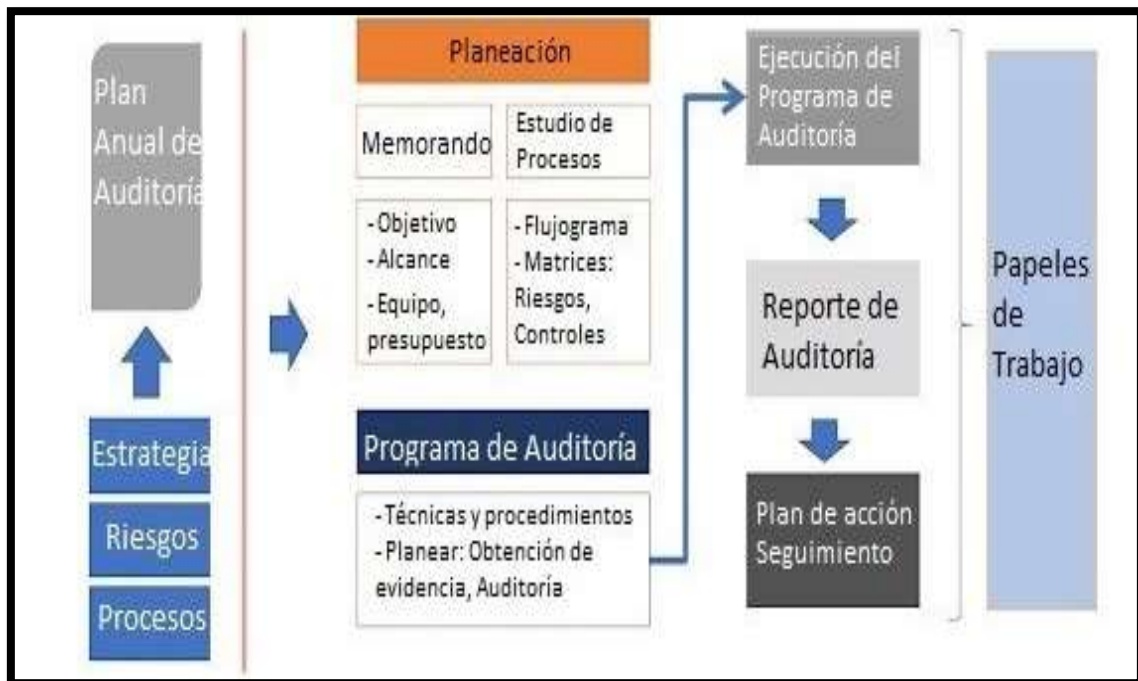 Plan
Anual de
Auditoría
Estrategia
Riesgos
Procesos
Planeación
Memorando
Estudio de
Procesos
- Objetivo
- Alcance
- Equipo,
presupuesto
- Flujograma
- Matrices:
Riesgos,
Controles
Programa de Auditoría
- Técnicas y procedimientos
- Planear: Obtención de
evidencia, Auditoría
Ejecución del
Programa de
Auditoría
Reporte de
Auditoría
Plan de acción
Seguimiento
Papeles
de
Trabajo